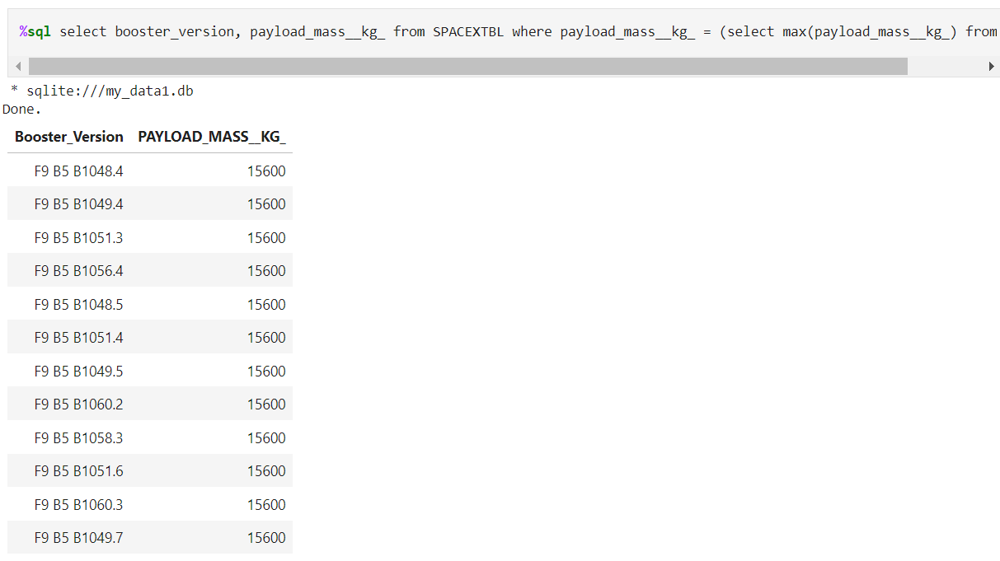 %sql select booster_version, payload_mass__kg_ from SPACEXTBL where payload_mass__kg_ = (select max(payload_mass__kg_) from
* sqlite:///my_data1.db
Done.
Booster_Version PAYLOAD_MASS__KG_
F9 B5 B1048.4 15600
F9 B5 B1049.4 15600
F9 B5 B1051.3 15600
F9 B5 B1056.4 15600
F9 B5 B1048.5 15600
F9 B5 B1051.4 15600
F9 B5 B1049.5 15600
F9 B5 B1060.2 15600
F9 B5 B1058.3 15600
F9 B5 B1051.6 15600
F9 B5 B1060.3 15600
F9 B5 B1049.7 15600